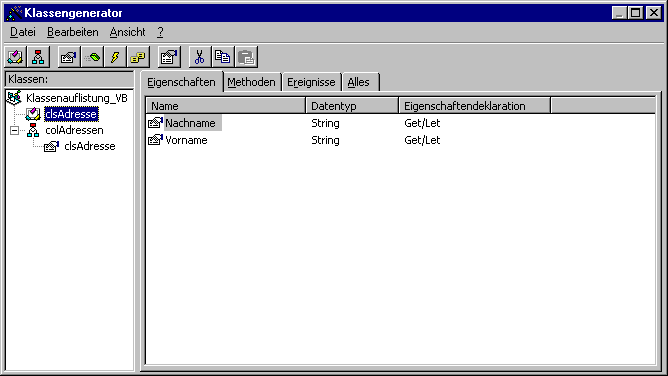 Klassengenerator
Datei Bearbeiten Ansicht ?
Klassen:
Klassenauflistung_VB
clsAdresse
colAdressen
clsAdresse
Eigenschaften Methoden Ereignisse Alles
Name Datentyp Eigenschaftendeklaration
Nachname String Get/Let
Vorname String Get/Let